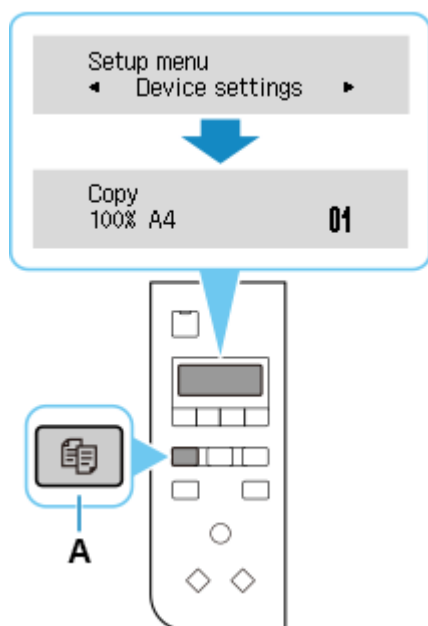 Setup menu
◄ Device settings ►
Copy
100% A4 01
A